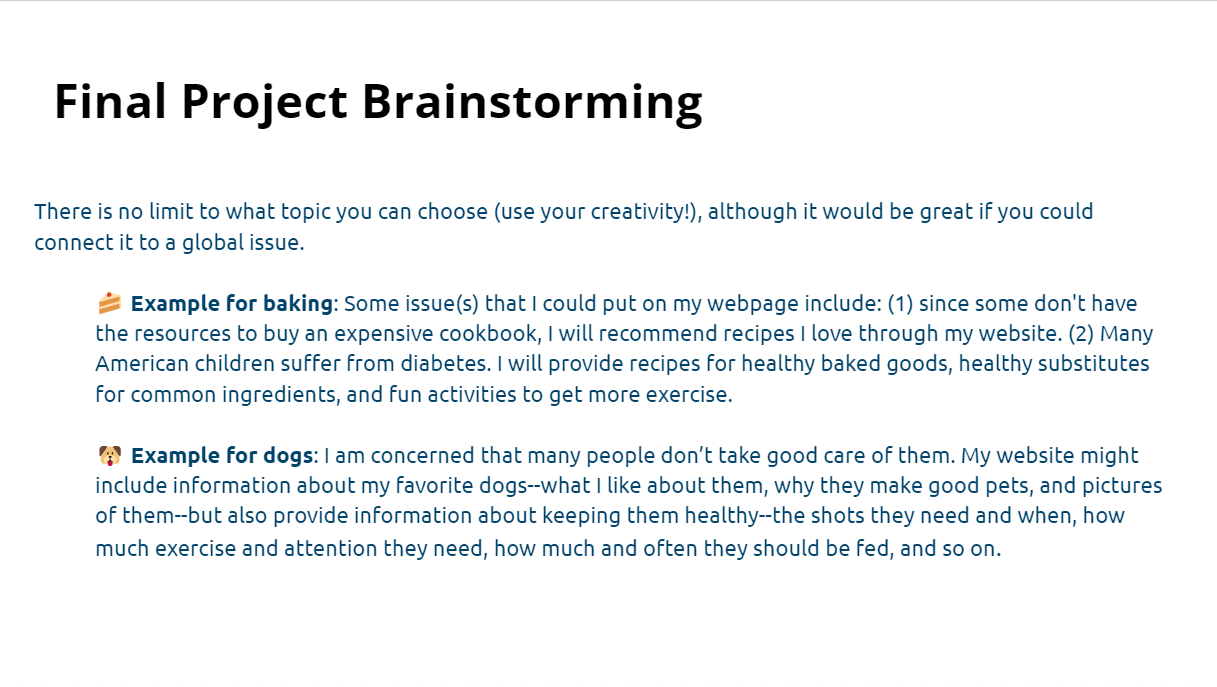 Final Project Brainstorming
There is no limit to what topic you can choose (use your creativity!), although it would be great if you could
connect it to a global issue.
🍰 Example for baking: Some issue(s) that I could put on my webpage include: (1) since some don't have
the resources to buy an expensive cookbook, I will recommend recipes I love through my website. (2) Many
American children suffer from diabetes. I will provide recipes for healthy baked goods, healthy substitutes
for common ingredients, and fun activities to get more exercise.
🐶 Example for dogs: I am concerned that many people don’t take good care of them. My website might
include information about my favorite dogs--what I like about them, why they make good pets, and pictures
of them--but also provide information about keeping them healthy--the shots they need and when, how
much exercise and attention they need, how much and often they should be fed, and so on.